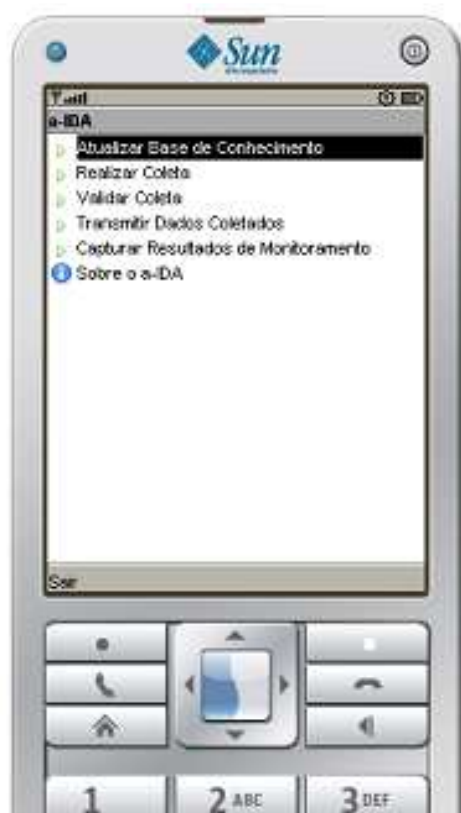 Sun
a-IDA
Atualizar Base de Conhecimento
Realizar Coleta
Validar Coleta
Transmitir Dados Coletados
Capturar Resultados de Monitoramento
Sobre o a-IDA
Sair
1
2 ABC
3 DEF